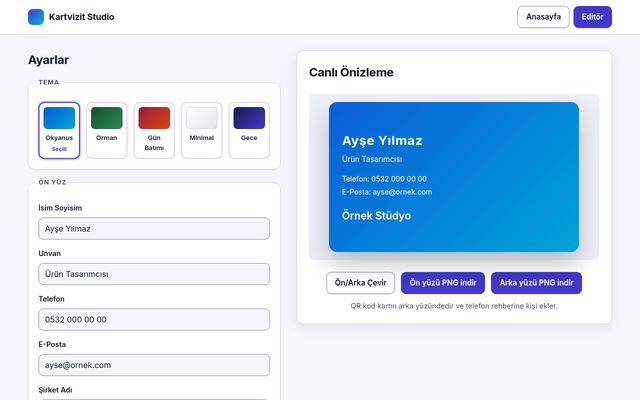 Kartvizit Studio
Anasayfa
Editör
Ayarlar
TEMA
Okyanus
Seçili
Orman
Gün
Batımı
Minimal
Gece
ÖN YÜZ
İsim Soyisim
Ayşe Yılmaz
Unvan
Ürün Tasarımcısı
Telefon
0532 000 00 00
E-Posta
ayse@ornek.com
Şirket Adı
Canlı Önizleme
Ayşe Yılmaz
Ürün Tasarımcısı
Telefon: 0532 000 00 00
E-Posta: ayse@ornek.com
Örnek Stüdyo
Ön/Arka Çevir
Ön yüzü PNG indir
Arka yüzü PNG indir
QR kod kartın arka yüzündedir ve telefon rehberine kişi ekler.